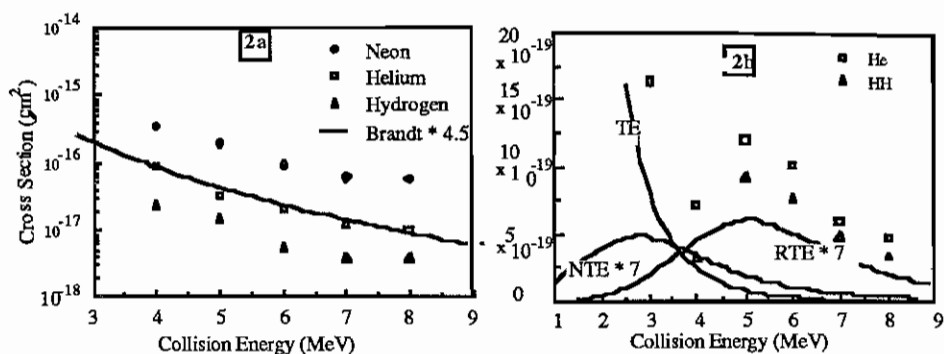 2a
Cross Section (cm²)
10⁻¹⁴
10⁻¹⁵
10⁻¹⁶
10⁻¹⁷
10⁻¹⁸
Neon
Helium
Hydrogen
Brandt * 4.5
3 4 5 6 7 8 9
Collision Energy (MeV)
2b
20 x 10⁻¹⁹
15 x 10⁻¹⁹
10 x 10⁻¹⁹
5 x 10⁻¹⁹
0
He
HH
TE
NTE * 7
RTE * 7
1 2 3 4 5 6 7 8 9
Collision Energy (MeV)